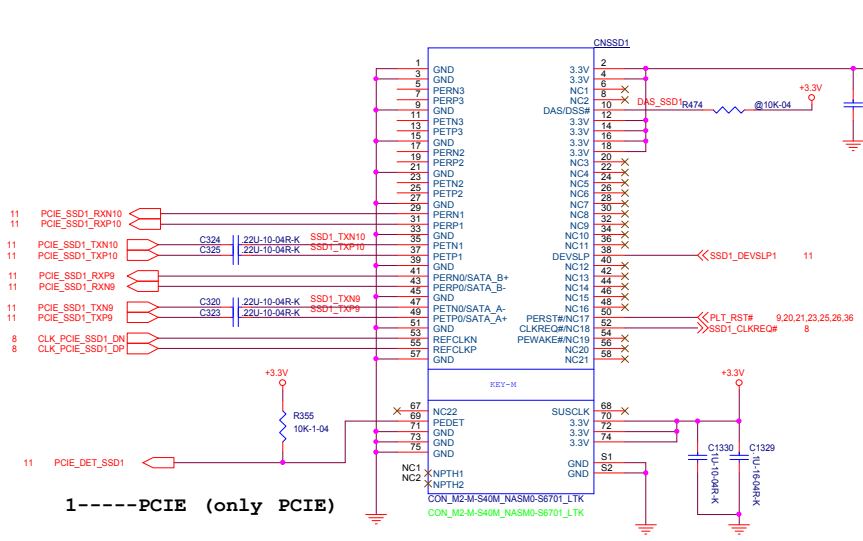 CNSSD1
1 GND 3.3V 2
3 GND 3.3V 4
5 PERN3 NC1 6
7 PERP3 NC2 8
9 GND DAS/DSS# 10 DAS_SSD1 R474 @10K-04 +3.3V
11 PETN3 3.3V 12
13 PETP3 3.3V 14
15 GND 3.3V 16
17 PERN2 3.3V 18
19 PERP2 NC3 20
21 GND NC4 22
23 PETN2 NC5 24
25 PETP2 NC6 26
27 GND NC7 28
11 PCIE_SSD1_RXN10 29 PERN1 NC8 30
11 PCIE_SSD1_RXP10 31 PERP1 NC9 32
33 GND NC10 34
11 PCIE_SSD1_TXN10 C324 .22U-10-04R-K SSD1_TXN10 35 PETN1 NC11 36
11 PCIE_SSD1_TXP10 C325 .22U-10-04R-K SSD1_TXP10 37 PETP1 DEVSLP 38 SSD1_DEVSLP1 11
39 GND NC12 40
11 PCIE_SSD1_RXP9 41 PERN0/SATA_B+ NC13 42
11 PCIE_SSD1_RXN9 43 PERP0/SATA_B- NC14 44
45 GND NC15 46
11 PCIE_SSD1_TXN9 C320 .22U-10-04R-K SSD1_TXN9 47 PETN0/SATA_A- NC16 48
11 PCIE_SSD1_TXP9 C323 .22U-10-04R-K SSD1_TXP9 49 PETP0/SATA_A+ PERST#/NC17 50 PLT_RST# 9,20,21,23,25,26,36
51 GND CLKREQ#/NC18 52 SSD1_CLKREQ# 8
8 CLK_PCIE_SSD1_DN 53 REFCLKN PEWAKE#/NC19 54
8 CLK_PCIE_SSD1_DP 55 REFCLKP NC20 56
57 GND NC21 58
KEY-M
+3.3V
+3.3V
67 NC22 SUSCLK 68
R355 69 PEDET 3.3V 70
10K-1-04 71 GND 3.3V 72
73 GND 3.3V 74
75 GND
C1330 C1329
1U-10-04R-K
.1U-16-04R-K
11 PCIE_DET_SSD1
GND S1
NC1 NPTH1 GND S2
NC2 NPTH2
CON_M2-M-S40M_NASM0-S6701_LTK
CON_M2-M-S40M_NASM0-S6701_LTK
1-----PCIE (only PCIE)